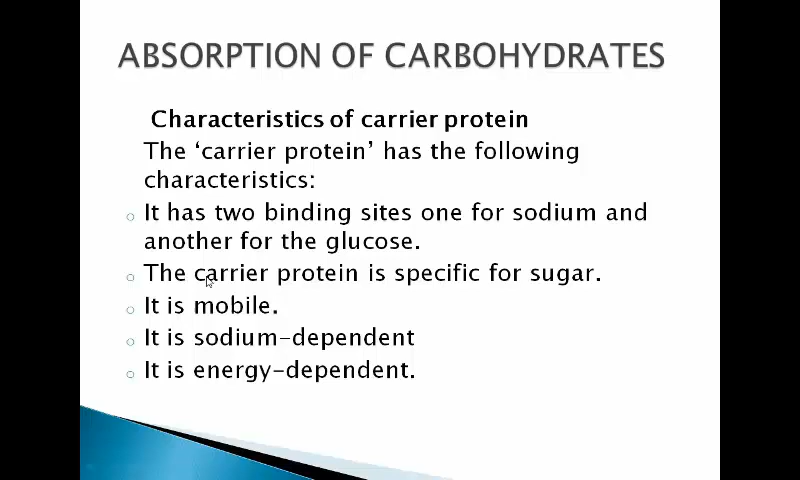 ABSORPTION OF CARBOHYDRATES
Characteristics of carrier protein
The ‘carrier protein’ has the following
characteristics:
It has two binding sites one for sodium and
another for the glucose.
The carrier protein is specific for sugar.
It is mobile.
It is sodium-dependent
It is energy-dependent.